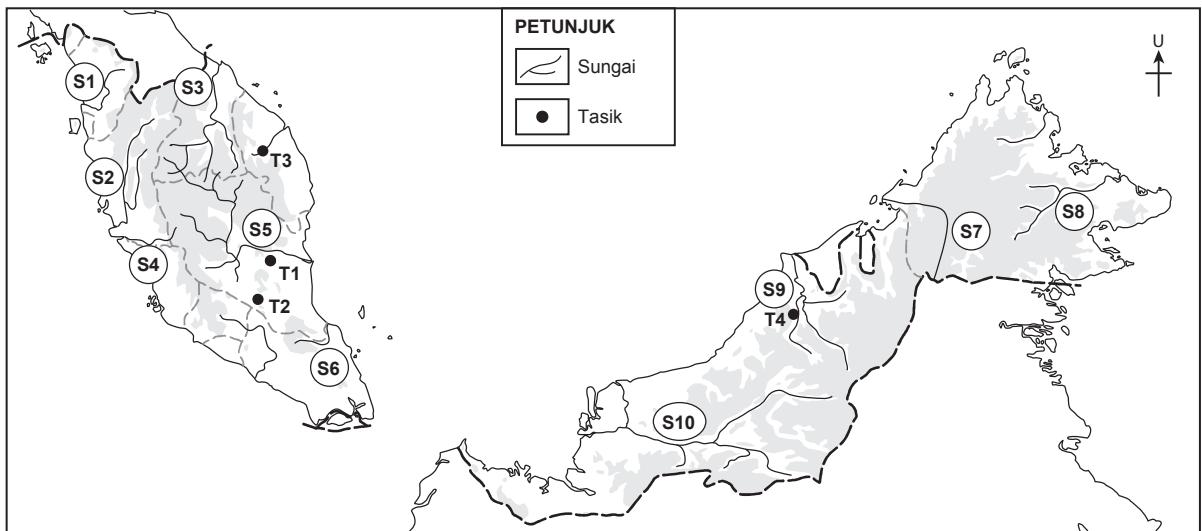 PETUNJUK
Sungai
Tasik
U
S1
S3
T3
S2
S5
S4
T1
T2
S6
S7
S8
S9
T4
S10